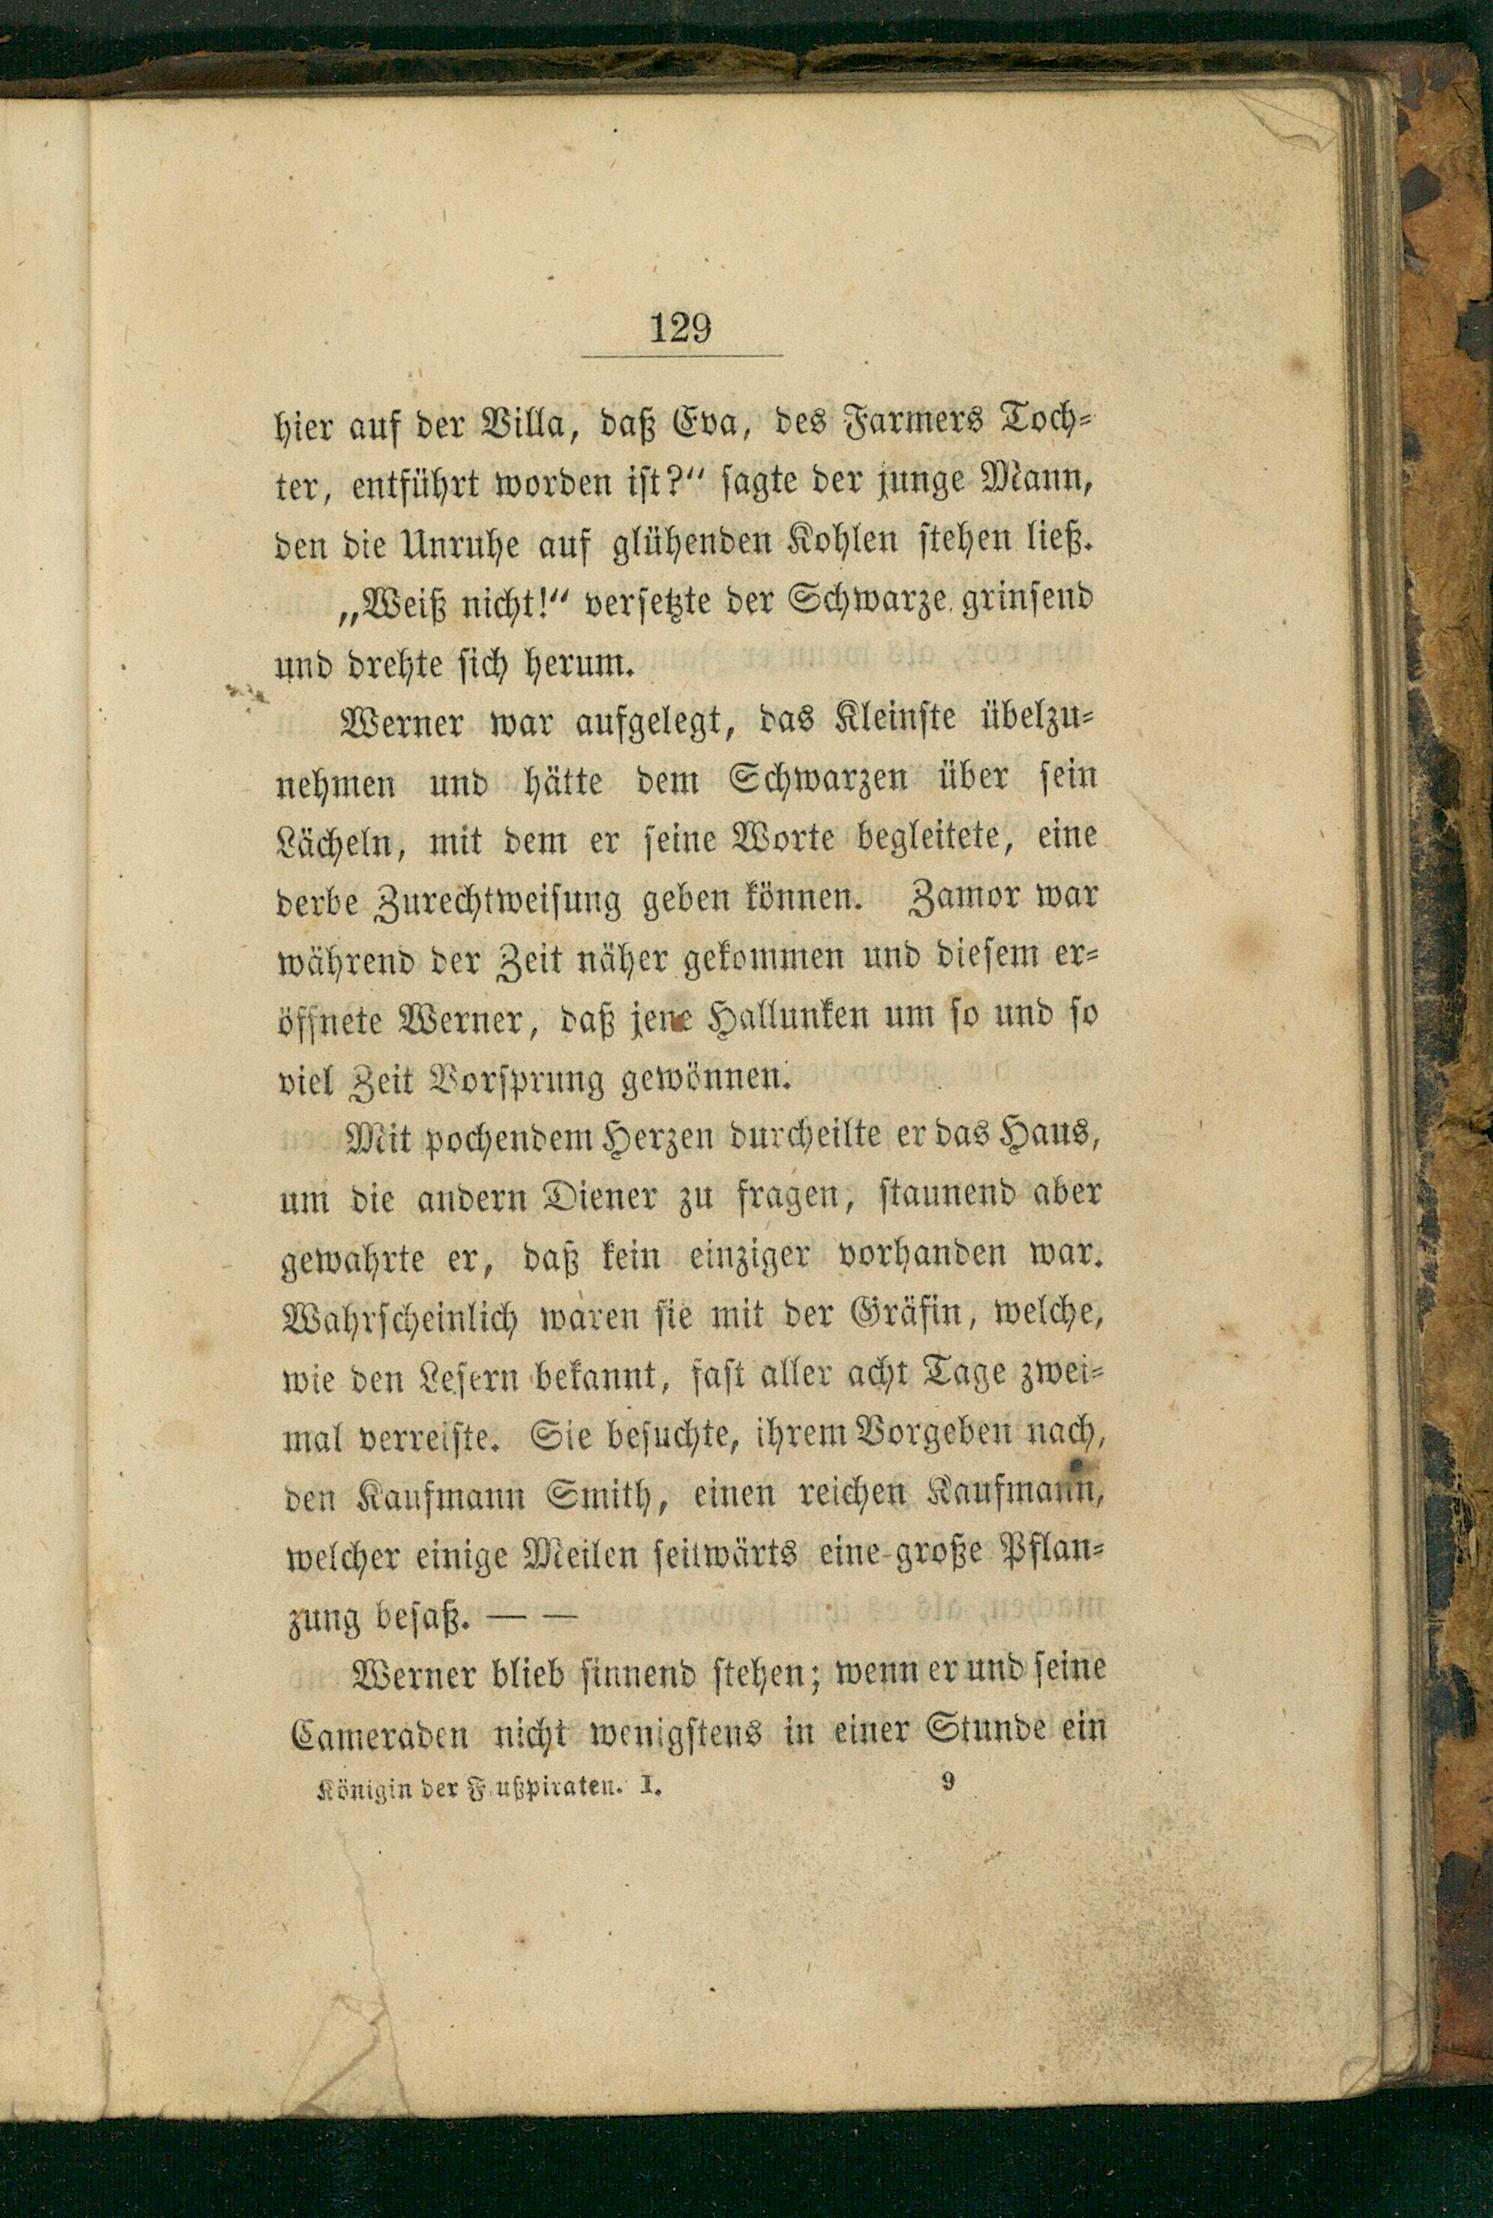 129
hier auf der Villa, daß Eva, des Farmers Toch-
ter, entführt worden ist?“ sagte der junge Mann,
den die Unruhe auf glühenden Kohlen stehen ließ.
„Weiß nicht!“ versetzte der Schwarze grinsend
und drehte sich herum.
Werner war aufgelegt, das Kleinste übelzu-
nehmen und hätte dem Schwarzen über sein
Lächeln, mit dem er seine Worte begleitete, eine
derbe Zurechtweisung geben können. Zamor war
während der Zeit näher gekommen und diesem er-
öffnete Werner, daß jene Hallunken um so und so
viel Zeit Vorsprung gewönnen.
Mit pochendem Herzen durcheilte er das Haus,
um die andern Diener zu fragen, staunend aber
gewahrte er, daß kein einziger vorhanden war.
Wahrscheinlich waren sie mit der Gräfin, welche,
wie den Lesern bekannt, fast aller acht Tage zwei-
mal verreiste. Sie besuchte, ihrem Vorgeben nach,
den Kaufmann Smith, einen reichen Kaufmann,
welcher einige Meilen seitwärts eine große Pflan-
zung besaß. — —
Werner blieb sinnend stehen; wenn er und seine
Cameraden nicht wenigstens in einer Stunde ein
Königin der Fußpiraten. I. 9